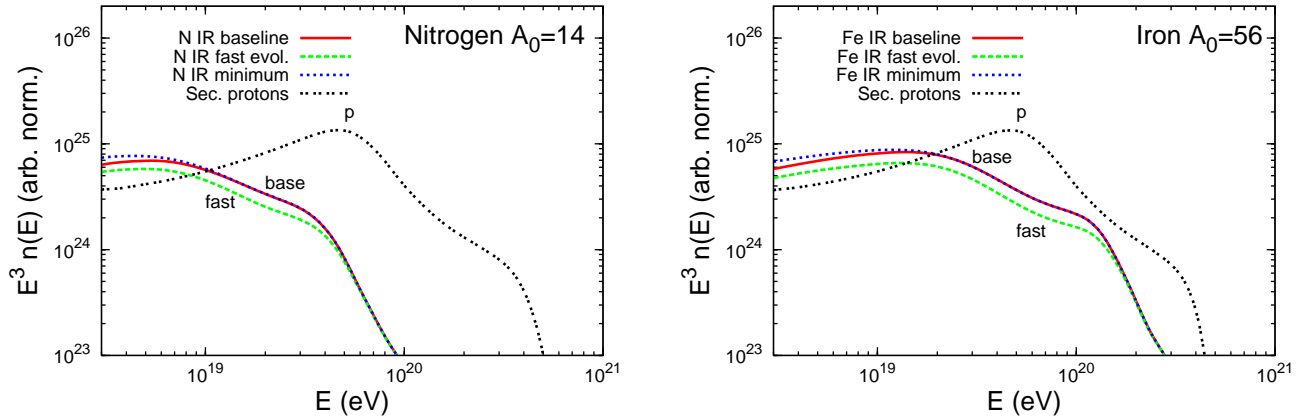 Nitrogen A₀=14
N IR baseline
N IR fast evol.
N IR minimum
Sec. protons
p
base
fast
10²⁶
10²⁵
10²⁴
10²³
E³ n(E) (arb. norm.)
10¹⁹
10²⁰
10²¹
E (eV)
Iron A₀=56
Fe IR baseline
Fe IR fast evol.
Fe IR minimum
Sec. protons
p
base
fast
10²⁶
10²⁵
10²⁴
10²³
E³ n(E) (arb. norm.)
10¹⁹
10²⁰
10²¹
E (eV)